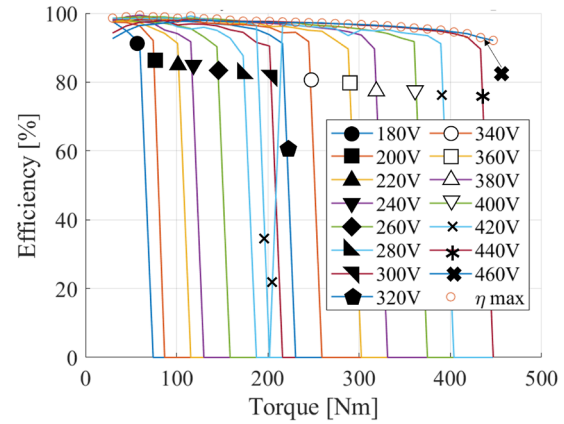 100
80
60
40
20
0
Efficiency [%]
0 100 200 300 400 500
Torque [Nm]
180V 340V
200V 360V
220V 380V
240V 400V
260V 420V
280V 440V
300V 460V
320V η max